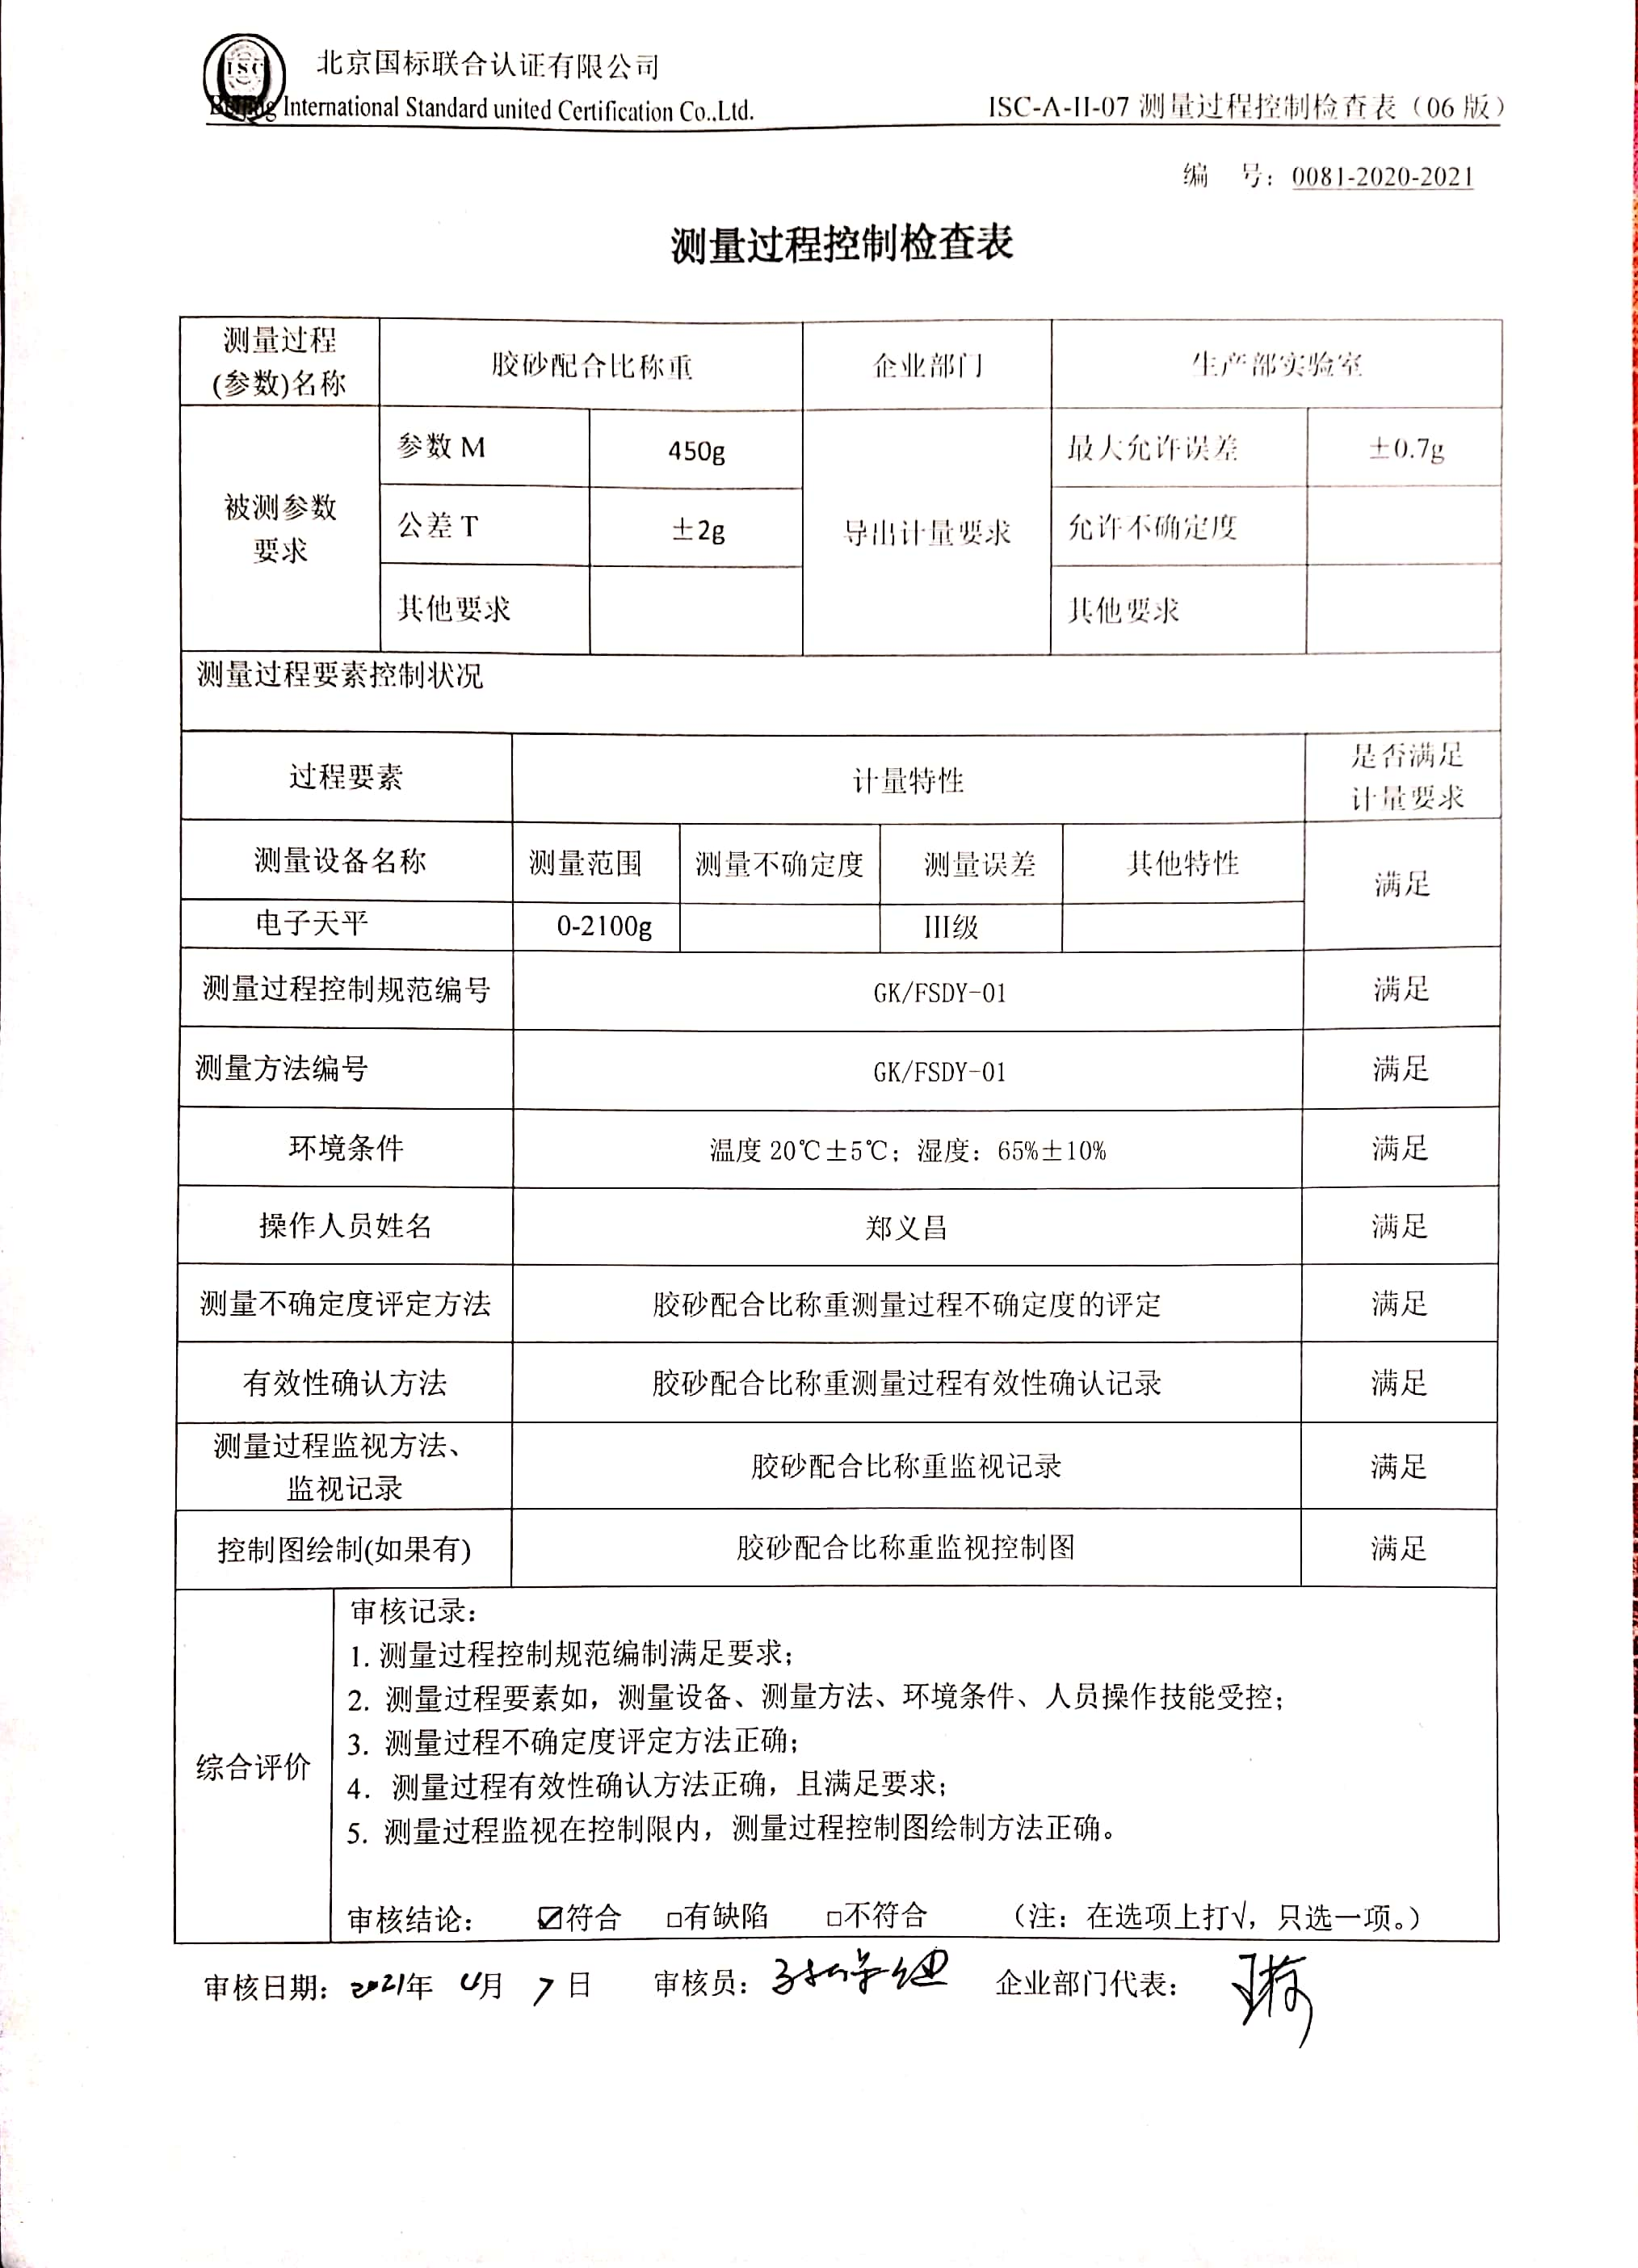 ISC
北京国标联合认证有限公司
Beijing International Standard united Certification Co.,Ltd.
ISC-A-II-07 测量过程控制检查表（06 版）
编 号：0081-2020-2021
测量过程控制检查表
测量过程
(参数)名称
胶砂配合比称重
企业部门
生产部实验室
被测参数
要求
参数 M
450g
导出计量要求
最大允许误差
±0.7g
公差 T
±2g
允许不确定度
其他要求
其他要求
测量过程要素控制状况
过程要素
计量特性
是否满足
计量要求
测量设备名称
测量范围
测量不确定度
测量误差
其他特性
满足
电子天平
0-2100g
III级
测量过程控制规范编号
GK/FSDY-01
满足
测量方法编号
GK/FSDY-01
满足
环境条件
温度 20℃±5℃；湿度：65%±10%
满足
操作人员姓名
郑义昌
满足
测量不确定度评定方法
胶砂配合比称重测量过程不确定度的评定
满足
有效性确认方法
胶砂配合比称重测量过程有效性确认记录
满足
测量过程监视方法、
监视记录
胶砂配合比称重监视记录
满足
控制图绘制(如果有)
胶砂配合比称重监视控制图
满足
综合评价
审核记录：
1. 测量过程控制规范编制满足要求；
2. 测量过程要素如，测量设备、测量方法、环境条件、人员操作技能受控；
3. 测量过程不确定度评定方法正确；
4. 测量过程有效性确认方法正确，且满足要求；
5. 测量过程监视在控制限内，测量过程控制图绘制方法正确。
审核结论： ☑符合 □有缺陷 □不符合 （注：在选项上打√，只选一项。）
审核日期：2021年 4月 7日 审核员： 企业部门代表：